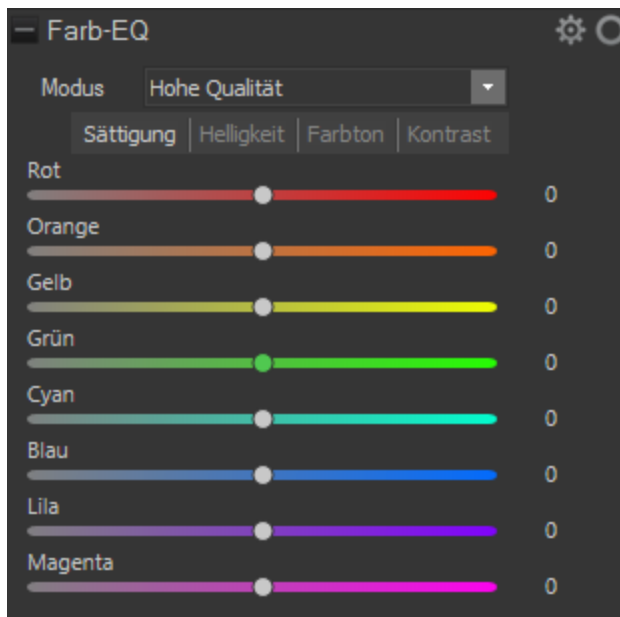 Farb-EQ
Modus Hohe Qualität
Sättigung Helligkeit Farbton Kontrast
Rot
0
Orange
0
Gelb
0
Grün
0
Cyan
0
Blau
0
Lila
0
Magenta
0